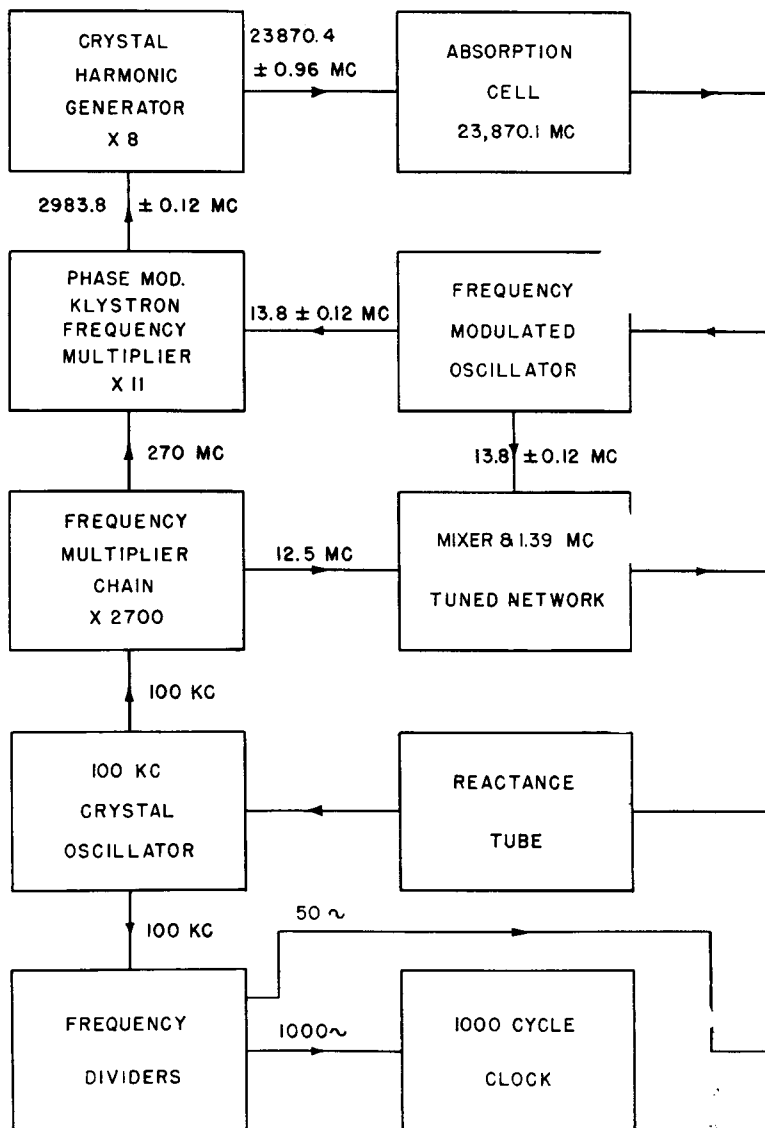 CRYSTAL
HARMONIC
GENERATOR
X 8
23870.4
± 0.96 MC
ABSORPTION
CELL
23,870.1 MC
2983.8 ± 0.12 MC
PHASE MOD.
KLYSTRON
FREQUENCY
MULTIPLIER
X 11
13.8 ± 0.12 MC
FREQUENCY
MODULATED
OSCILLATOR
270 MC
13.8 ± 0.12 MC
FREQUENCY
MULTIPLIER
CHAIN
X 2700
12.5 MC
MIXER & 1.39 MC
TUNED NETWORK
100 KC
100 KC
CRYSTAL
OSCILLATOR
REACTANCE
TUBE
100 KC
50 ~
FREQUENCY
DIVIDERS
1000~
1000 CYCLE
CLOCK